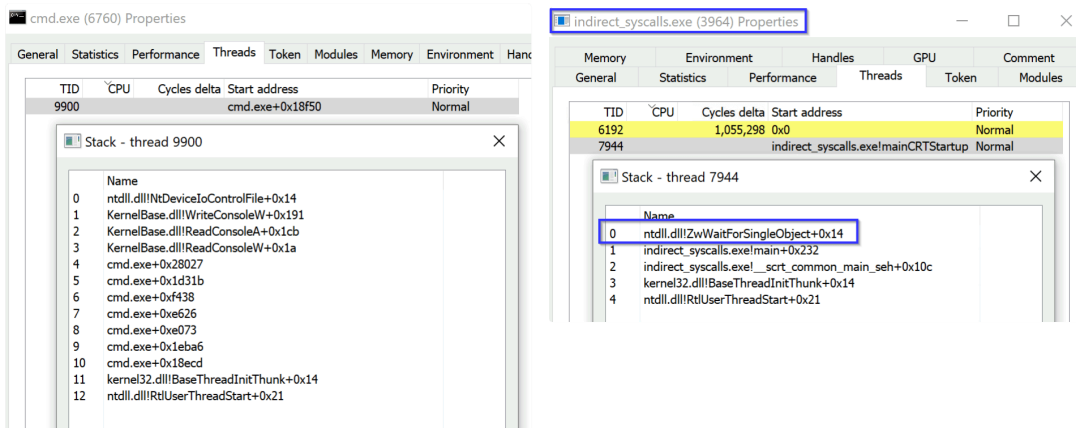 cmd.exe (6760) Properties
General Statistics Performance Threads Token Modules Memory Environment Hand
TID CPU Cycles delta Start address Priority
9900 cmd.exe+0x18f50 Normal
Stack - thread 9900
Name
0 ntdll.dll!NtDeviceIoControlFile+0x14
1 KernelBase.dll!WriteConsoleW+0x191
2 KernelBase.dll!ReadConsoleA+0x1cb
3 KernelBase.dll!ReadConsoleW+0x1a
4 cmd.exe+0x28027
5 cmd.exe+0x1d31b
6 cmd.exe+0xf438
7 cmd.exe+0xe626
8 cmd.exe+0xe073
9 cmd.exe+0x1eba6
10 cmd.exe+0x18ecd
11 kernel32.dll!BaseThreadInitThunk+0x14
12 ntdll.dll!RtlUserThreadStart+0x21
indirect_syscalls.exe (3964) Properties
Memory Environment Handles GPU Comment
General Statistics Performance Threads Token Modules
TID CPU Cycles delta Start address Priority
6192 1,055,298 0x0 Normal
7944 indirect_syscalls.exe!mainCRTStartup Normal
Stack - thread 7944
Name
0 ntdll.dll!ZwWaitForSingleObject+0x14
1 indirect_syscalls.exe!main+0x232
2 indirect_syscalls.exe!__scrt_common_main_seh+0x10c
3 kernel32.dll!BaseThreadInitThunk+0x14
4 ntdll.dll!RtlUserThreadStart+0x21